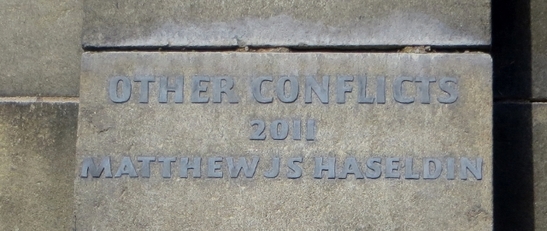 OTHER CONFLICTS
2011
MATTHEW JS HASELDIN